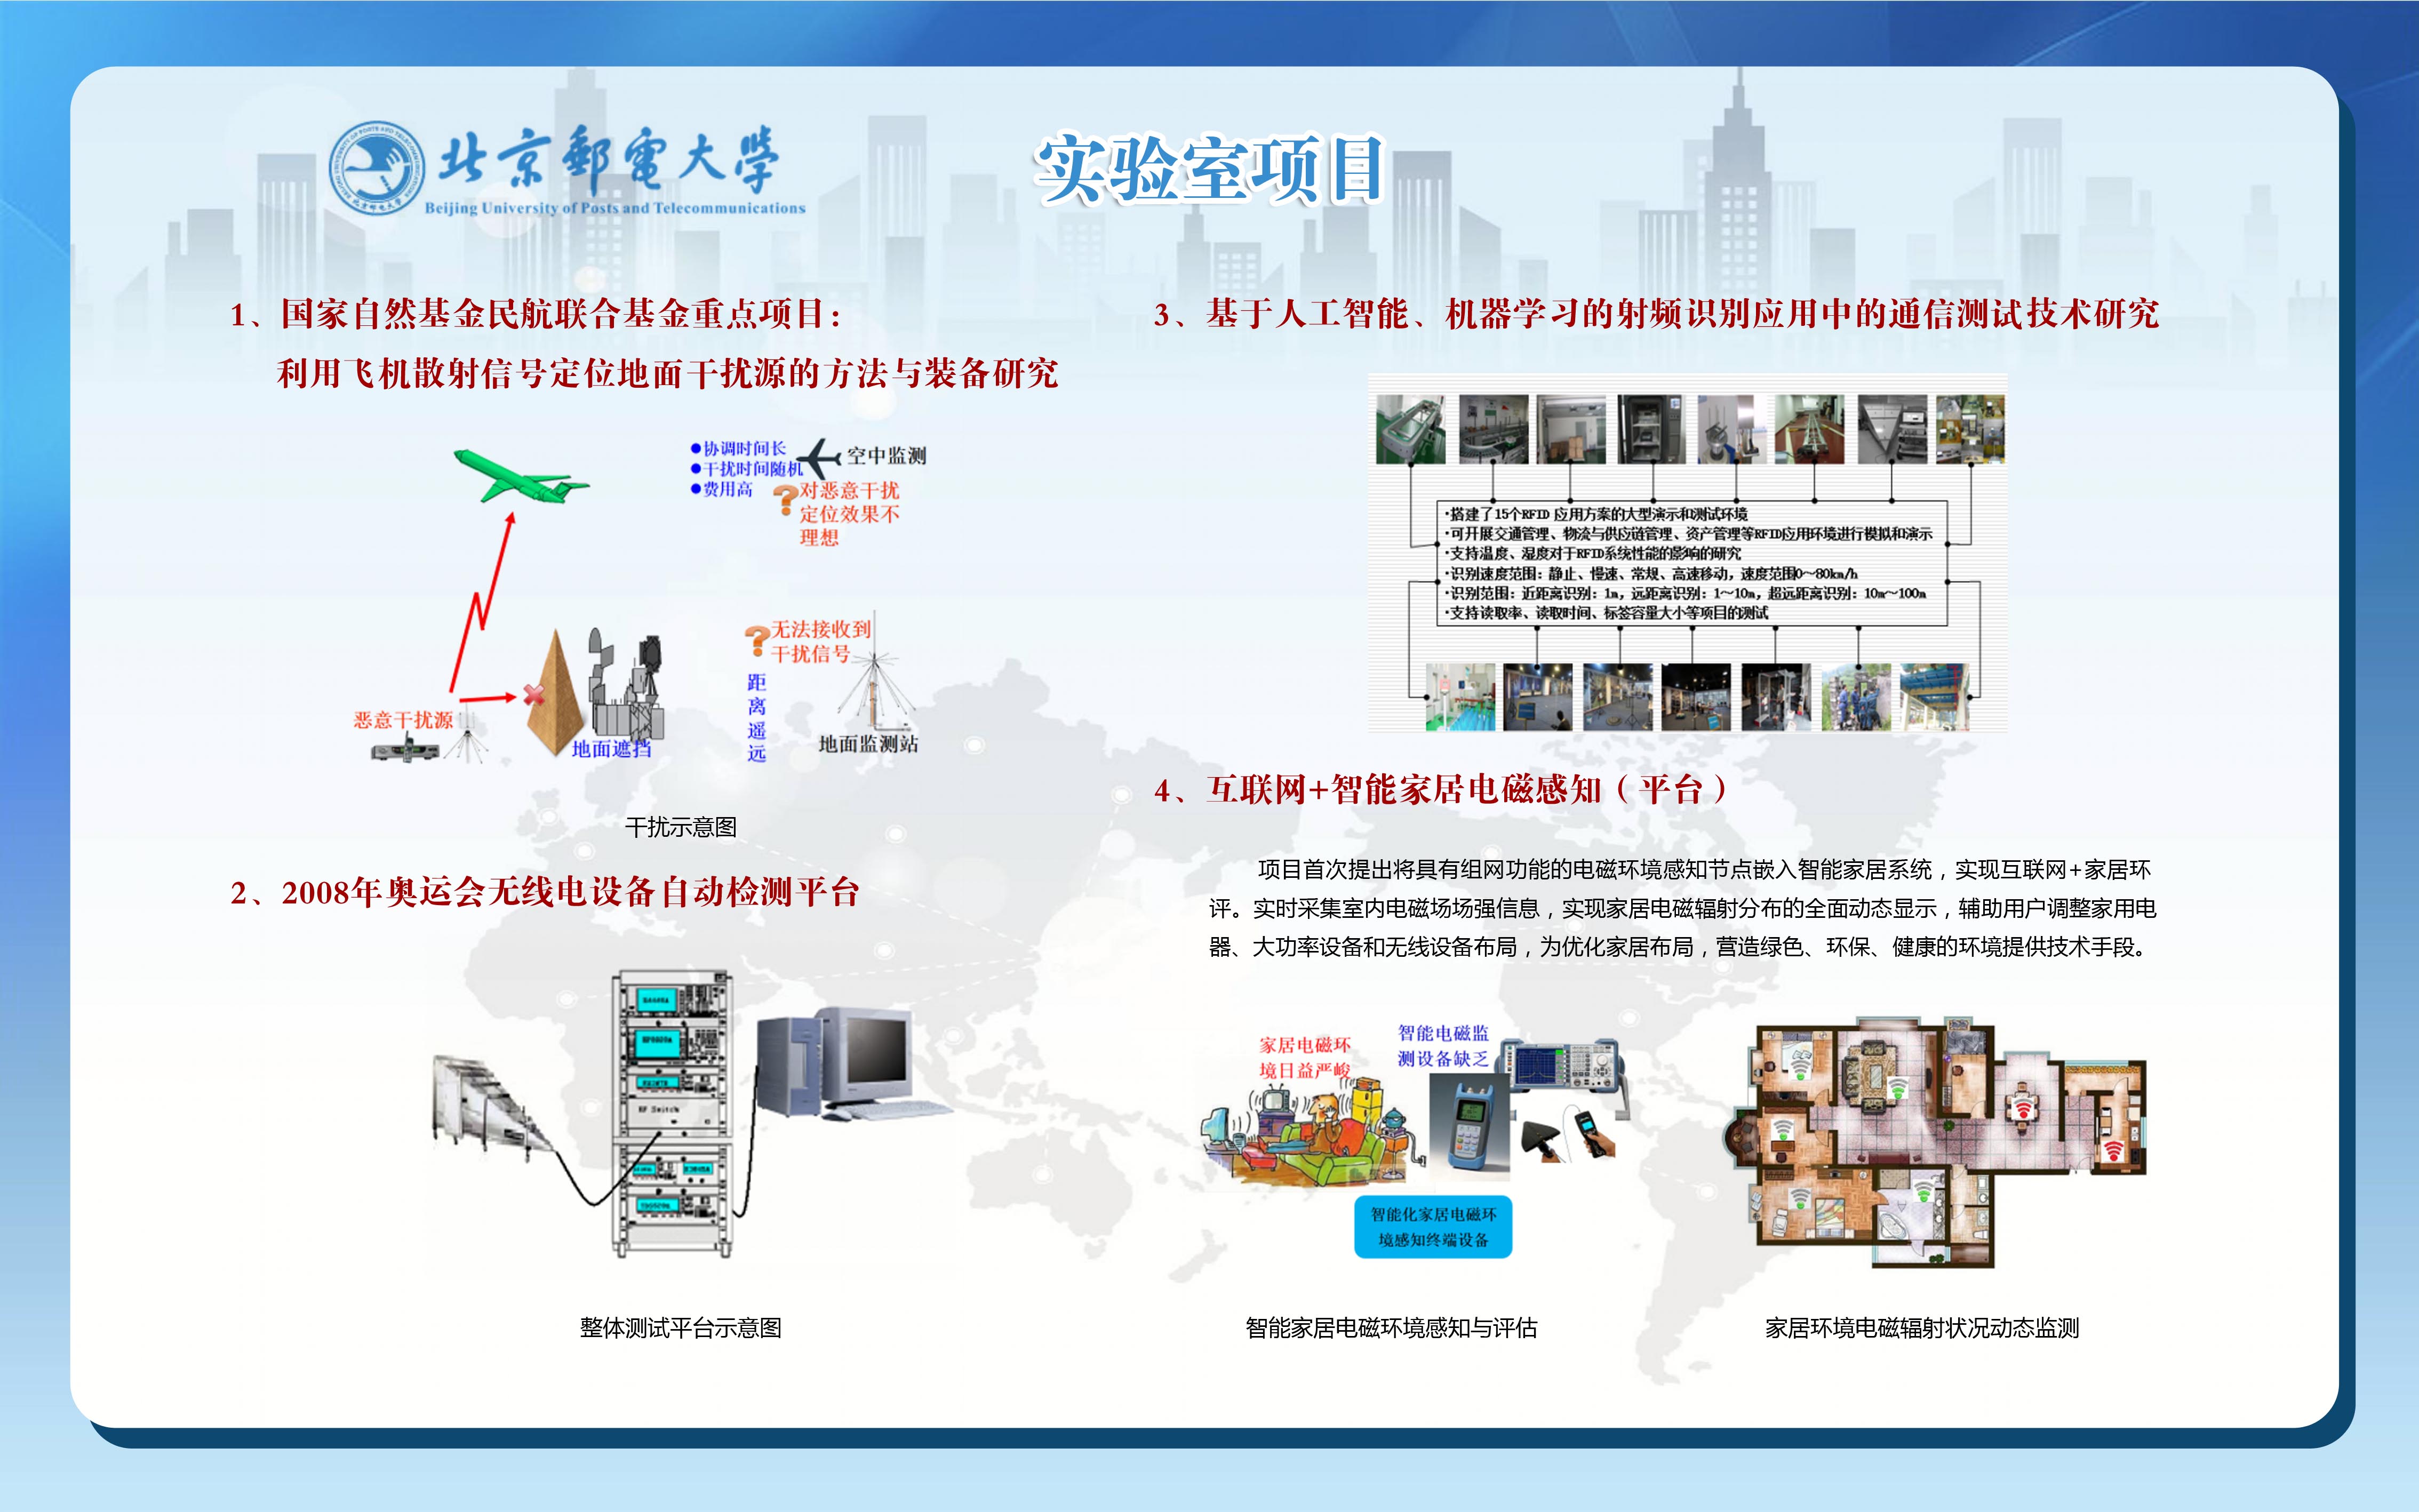 北京郵電大學
Beijing University of Posts and Telecommunications
实验室项目
1、国家自然基金民航联合基金重点项目：
利用飞机散射信号定位地面干扰源的方法与装备研究
●协调时间长
●干扰时间随机
●费用高
空中监测
?对恶意干扰
定位效果不
理想
?无法接收到
干扰信号
距
离
遥
远
恶意干扰源
地面遮挡
地面监测站
干扰示意图
2、2008年奥运会无线电设备自动检测平台
RF Switch
整体测试平台示意图
3、基于人工智能、机器学习的射频识别应用中的通信测试技术研究
·搭建了15个RFID 应用方案的大型演示和测试环境
·可开展交通管理、物流与供应链管理、资产管理等RFID应用环境进行模拟和演示
·支持温度、湿度对于RFID系统性能的影响的研究
·识别速度范围：静止、慢速、常规、高速移动，速度范围0～80km/h
·识别范围：近距离识别：1m，远距离识别：1～10m，超远距离识别：10m～100m
·支持读取率、读取时间、标签容量大小等项目的测试
4、互联网+智能家居电磁感知（平台）
项目首次提出将具有组网功能的电磁环境感知节点嵌入智能家居系统，实现互联网+家居环
评。实时采集室内电磁场场强信息，实现家居电磁辐射分布的全面动态显示，辅助用户调整家用电
器、大功率设备和无线设备布局，为优化家居布局，营造绿色、环保、健康的环境提供技术手段。
家居电磁环
境日益严峻
智能电磁监
测设备缺乏
智能化家居电磁环
境感知终端设备
智能家居电磁环境感知与评估
家居环境电磁辐射状况动态监测